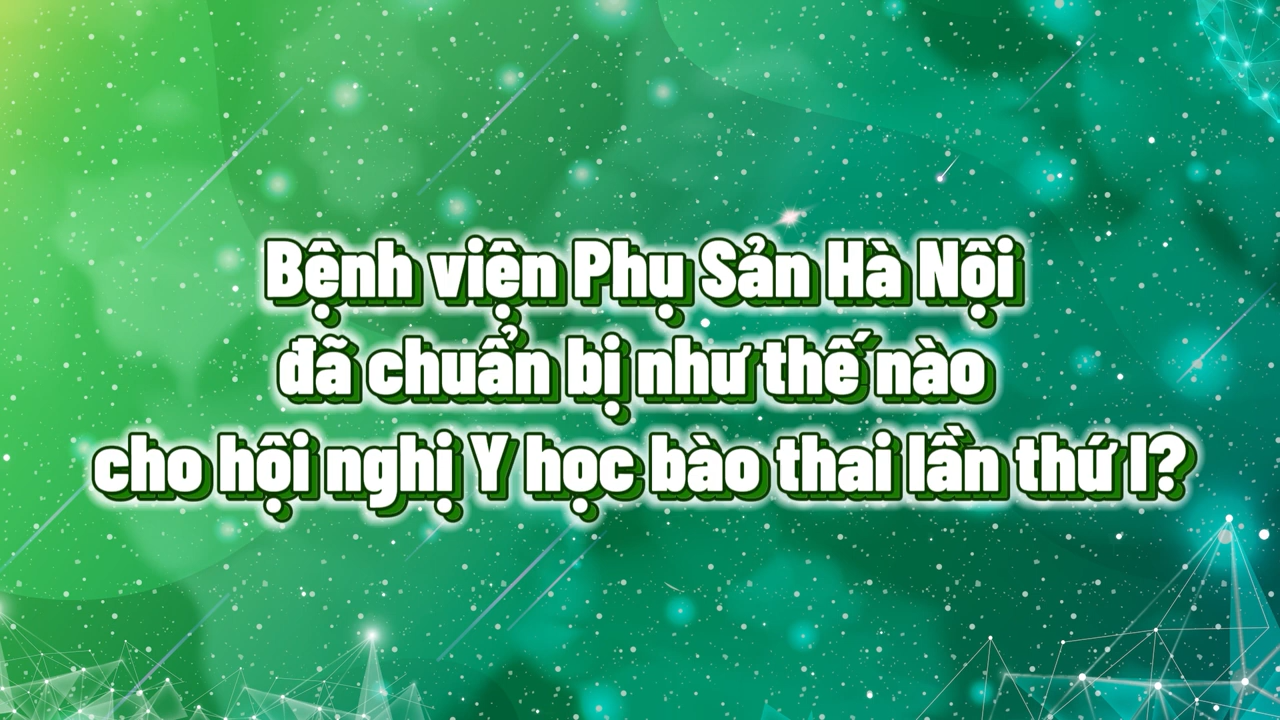 Bệnh viện Phụ Sản Hà Nội
đã chuẩn bị như thế nào
cho hội nghị Y học bào thai lần thứ I?